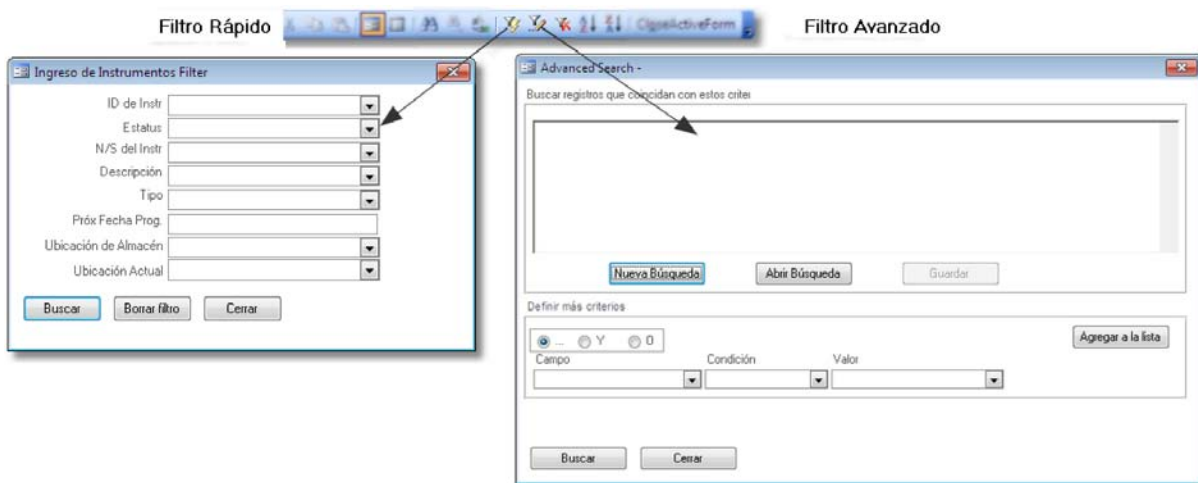 Filtro Rápido
CloseActiveForm
Filtro Avanzado
Ingreso de Instrumentos Filter
ID de Instr
Estatus
N/S del Instr
Descripción
Tipo
Próx Fecha Prog.
Ubicación de Almacén
Ubicación Actual
Buscar
Borrar filtro
Cerrar
Advanced Search -
Buscar registros que coincidan con estos criter
Nueva Búsqueda
Abrir Búsqueda
Guardar
Definir más criterios
... Y O
Agregar a la lista
Campo Condición Valor
Buscar
Cerrar